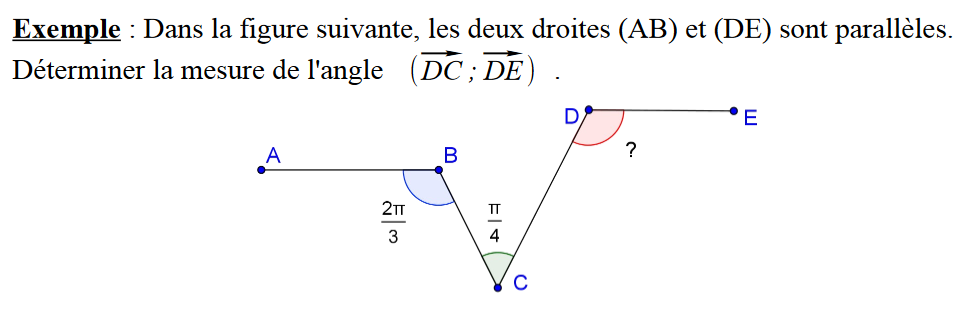 Exemple : Dans la figure suivante, les deux droites (AB) et (DE) sont parallèles.
Déterminer la mesure de l'angle (DC ; DE) .
D
E
?
A
B
2π
3
π
4
C